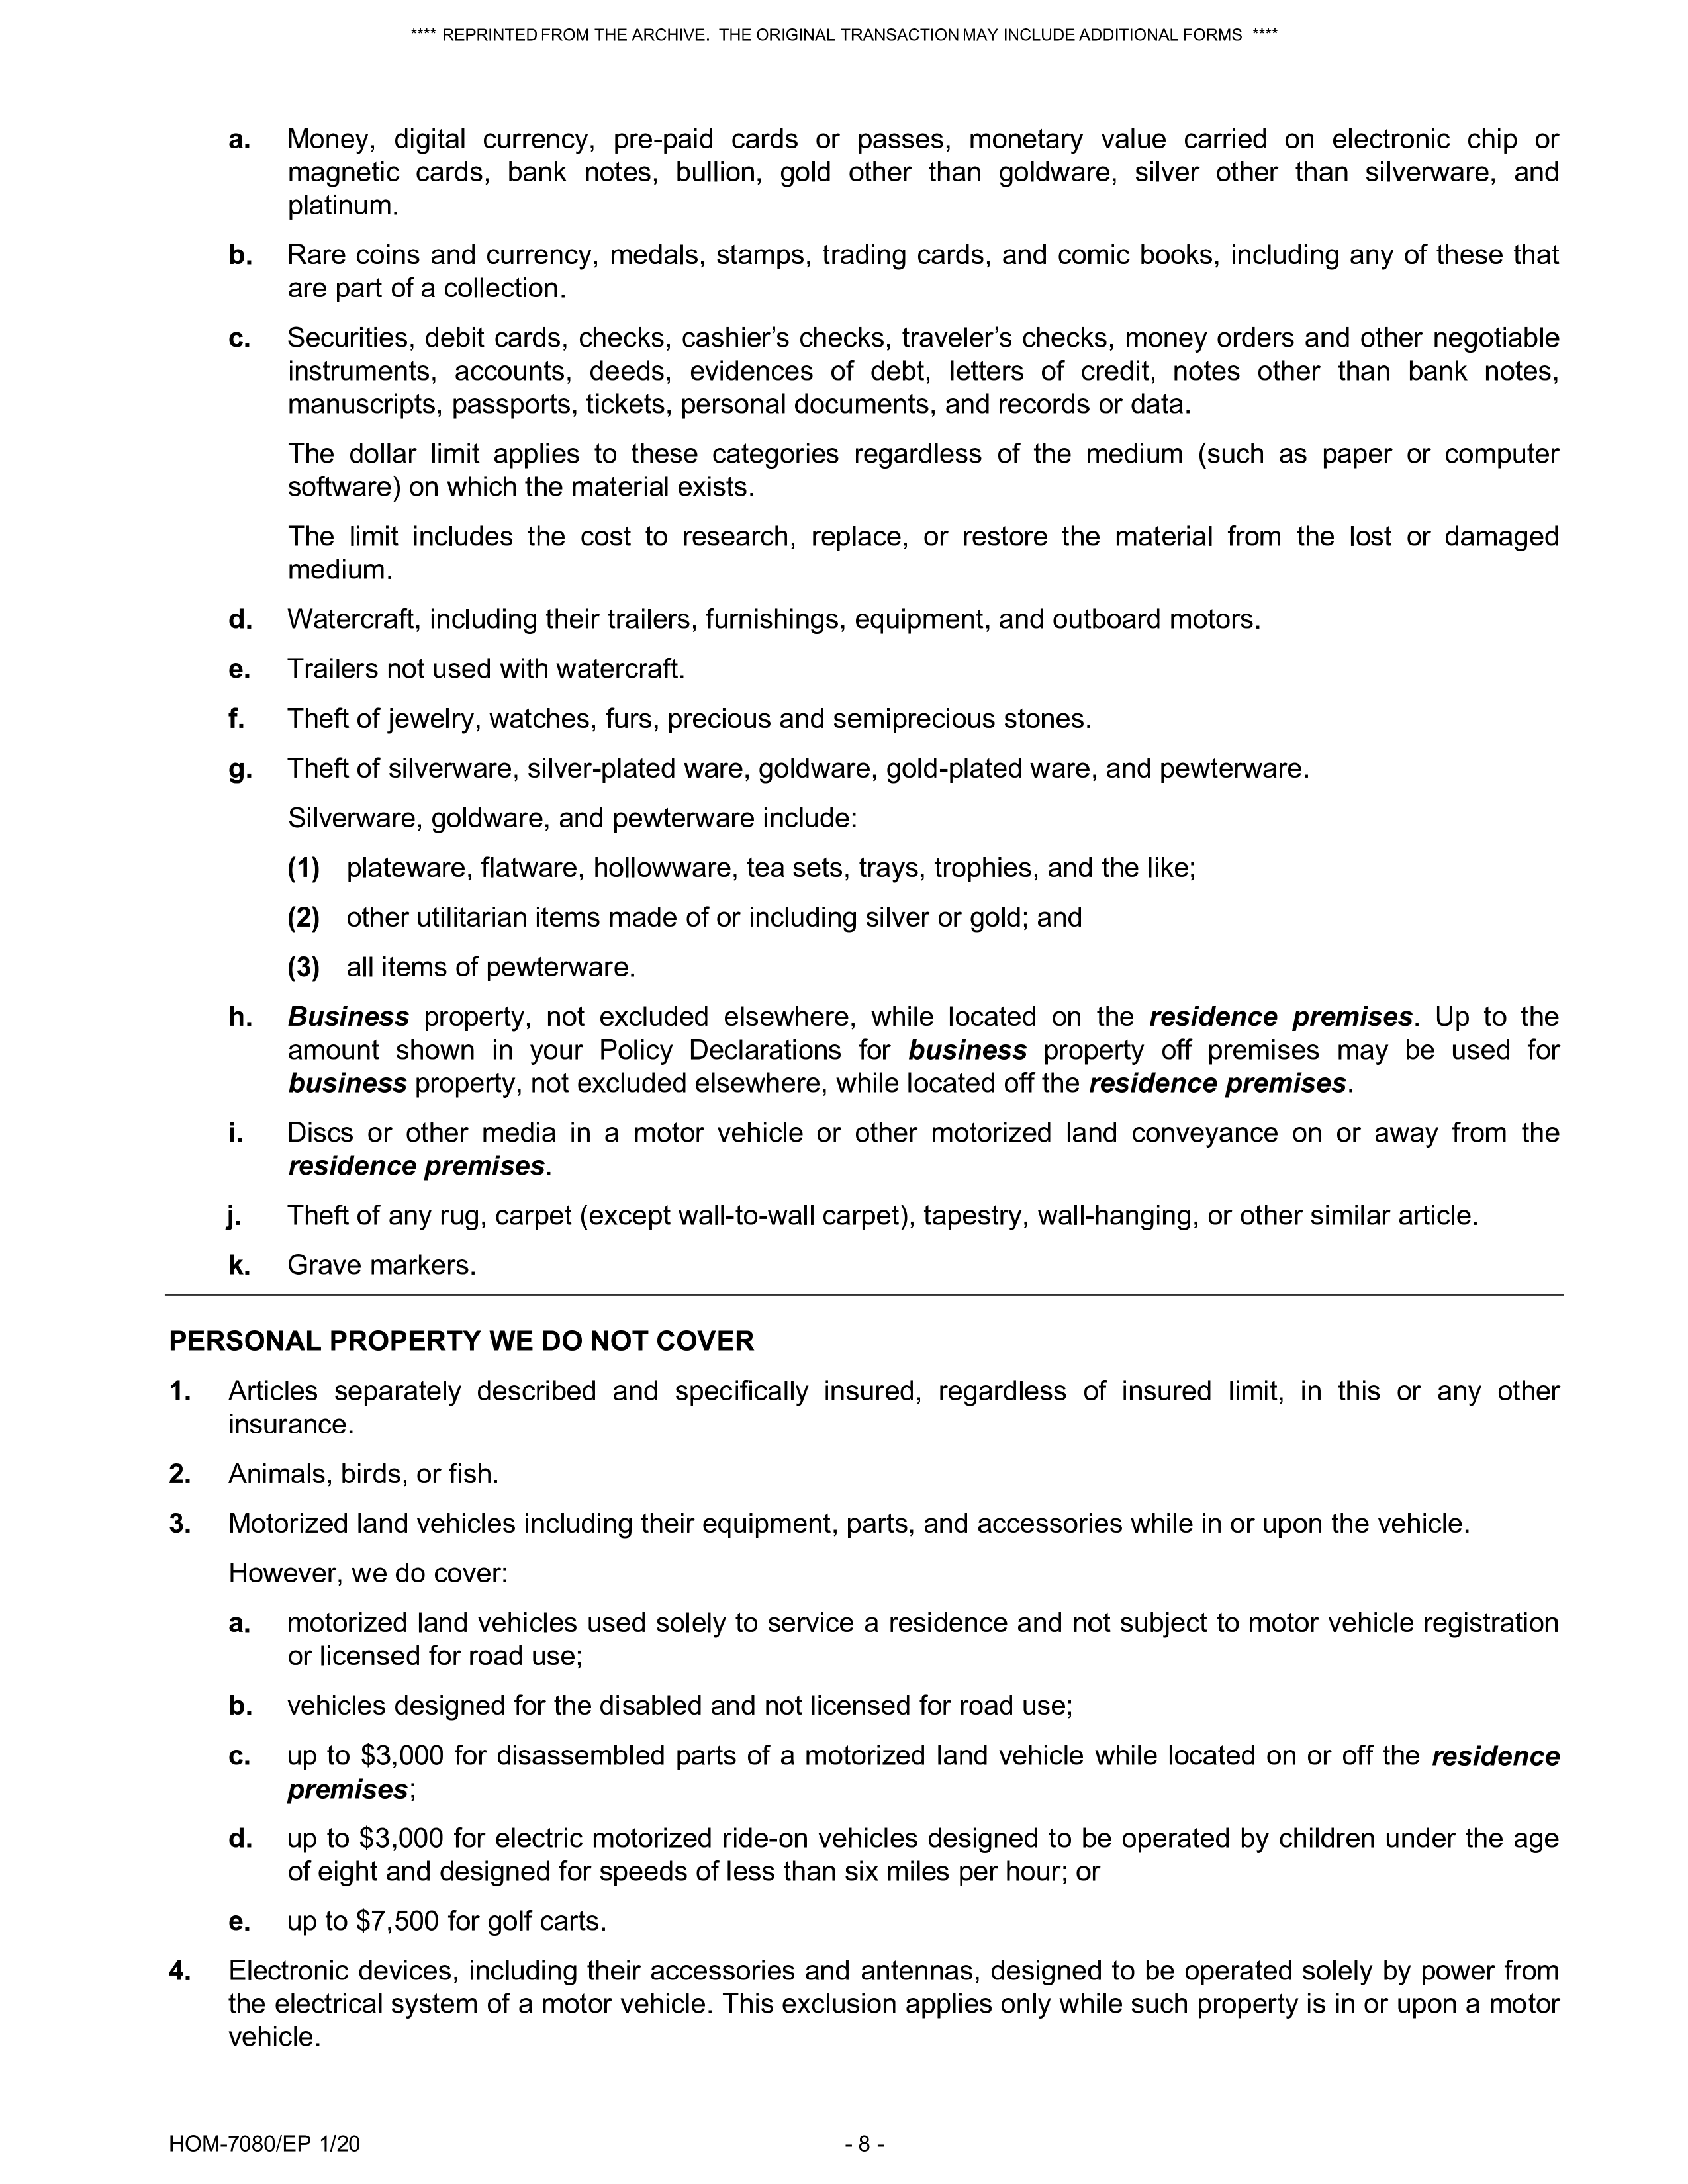 **** REPRINTED FROM THE ARCHIVE. THE ORIGINAL TRANSACTION MAY INCLUDE ADDITIONAL FORMS ****
a. Money, digital currency, pre-paid cards or passes, monetary value carried on electronic chip or
magnetic cards, bank notes, bullion, gold other than goldware, silver other than silverware, and
platinum.
b. Rare coins and currency, medals, stamps, trading cards, and comic books, including any of these that
are part of a collection.
c. Securities, debit cards, checks, cashier’s checks, traveler’s checks, money orders and other negotiable
instruments, accounts, deeds, evidences of debt, letters of credit, notes other than bank notes,
manuscripts, passports, tickets, personal documents, and records or data.
The dollar limit applies to these categories regardless of the medium (such as paper or computer
software) on which the material exists.
The limit includes the cost to research, replace, or restore the material from the lost or damaged
medium.
d. Watercraft, including their trailers, furnishings, equipment, and outboard motors.
e. Trailers not used with watercraft.
f. Theft of jewelry, watches, furs, precious and semiprecious stones.
g. Theft of silverware, silver-plated ware, goldware, gold-plated ware, and pewterware.
Silverware, goldware, and pewterware include:
(1) plateware, flatware, hollowware, tea sets, trays, trophies, and the like;
(2) other utilitarian items made of or including silver or gold; and
(3) all items of pewterware.
h. Business property, not excluded elsewhere, while located on the residence premises. Up to the
amount shown in your Policy Declarations for business property off premises may be used for
business property, not excluded elsewhere, while located off the residence premises.
i. Discs or other media in a motor vehicle or other motorized land conveyance on or away from the
residence premises.
j. Theft of any rug, carpet (except wall-to-wall carpet), tapestry, wall-hanging, or other similar article.
k. Grave markers.
PERSONAL PROPERTY WE DO NOT COVER
1. Articles separately described and specifically insured, regardless of insured limit, in this or any other
insurance.
2. Animals, birds, or fish.
3. Motorized land vehicles including their equipment, parts, and accessories while in or upon the vehicle.
However, we do cover:
a. motorized land vehicles used solely to service a residence and not subject to motor vehicle registration
or licensed for road use;
b. vehicles designed for the disabled and not licensed for road use;
c. up to $3,000 for disassembled parts of a motorized land vehicle while located on or off the residence
premises;
d. up to $3,000 for electric motorized ride-on vehicles designed to be operated by children under the age
of eight and designed for speeds of less than six miles per hour; or
e. up to $7,500 for golf carts.
4. Electronic devices, including their accessories and antennas, designed to be operated solely by power from
the electrical system of a motor vehicle. This exclusion applies only while such property is in or upon a motor
vehicle.
HOM-7080/EP 1/20 - 8 -